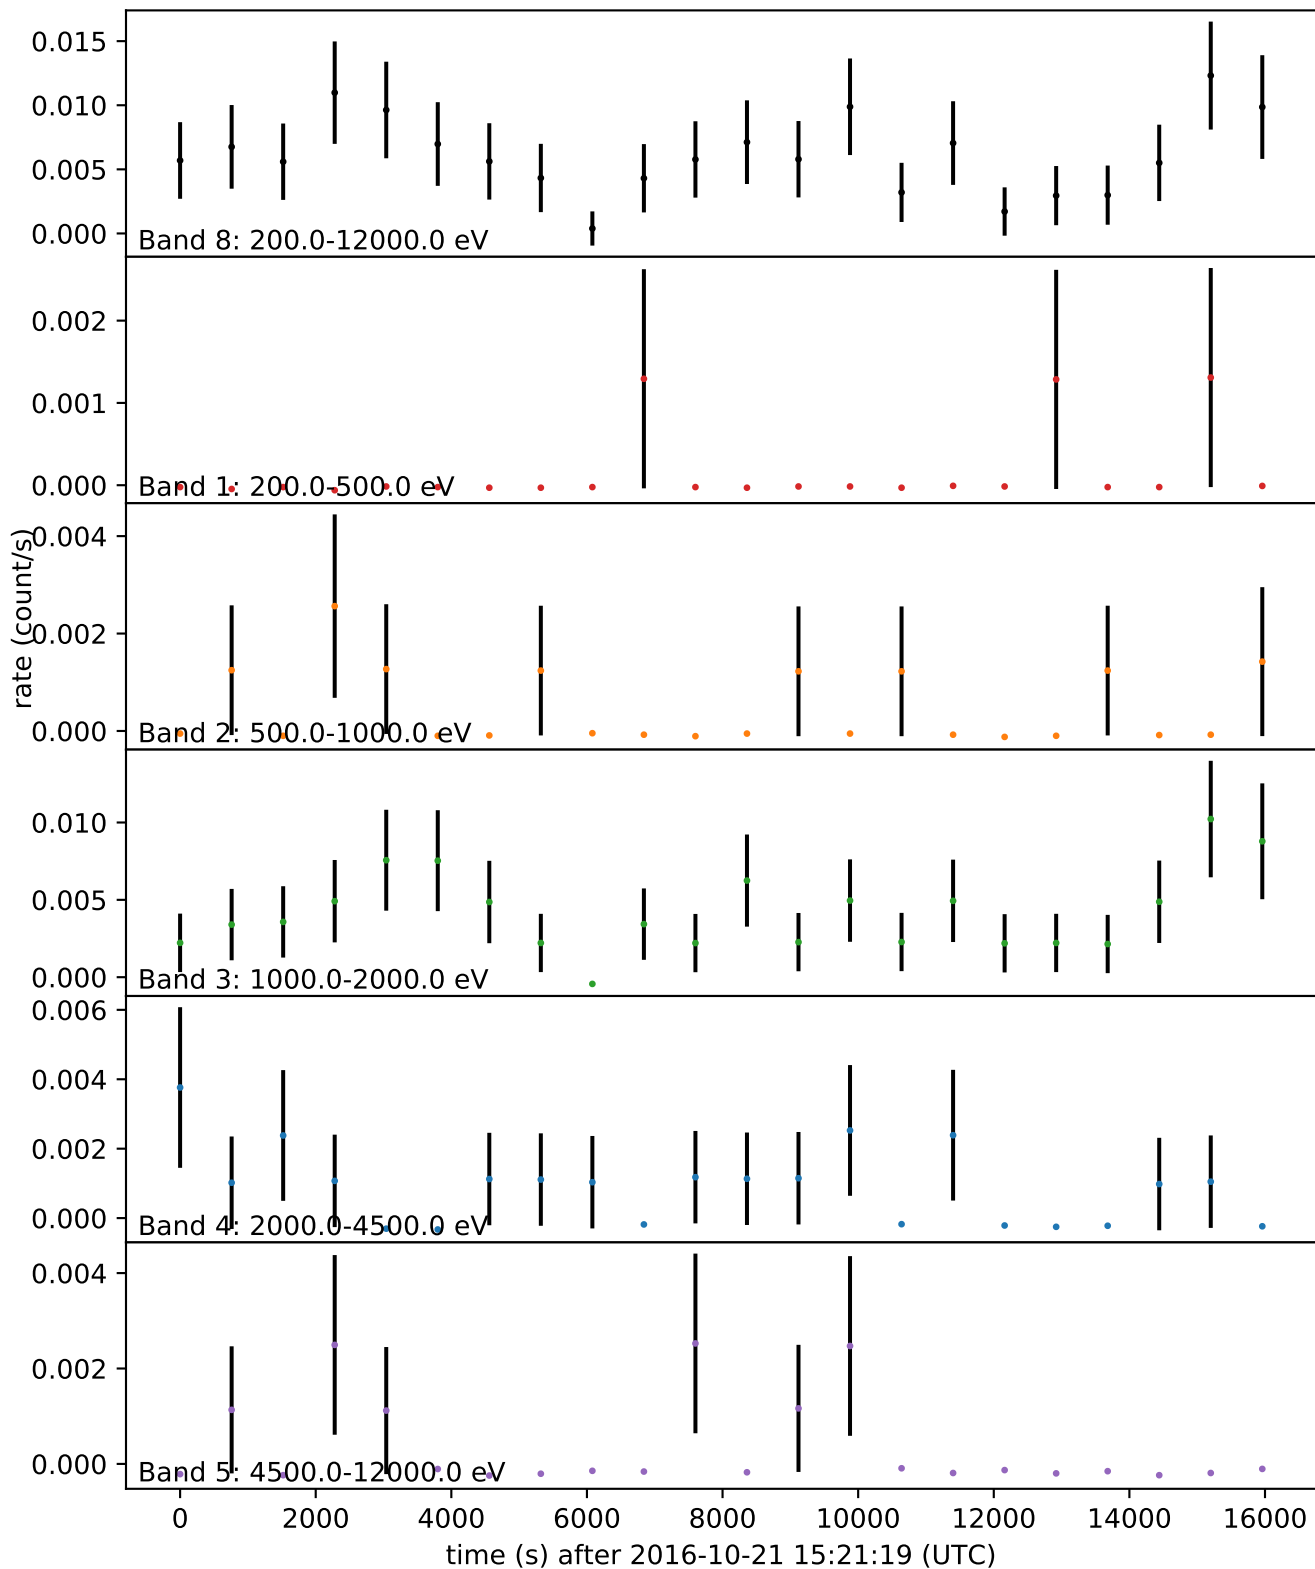 0.015
0.010
0.005
0.000
Band 8: 200.0-12000.0 eV
0.002
0.001
0.000
Band 1: 200.0-500.0 eV
rate (count/s)
0.004
0.002
0.000
Band 2: 500.0-1000.0 eV
0.010
0.005
0.000
Band 3: 1000.0-2000.0 eV
0.006
0.004
0.002
0.000
Band 4: 2000.0-4500.0 eV
0.004
0.002
0.000
Band 5: 4500.0-12000.0 eV
0 2000 4000 6000 8000 10000 12000 14000 16000
time (s) after 2016-10-21 15:21:19 (UTC)